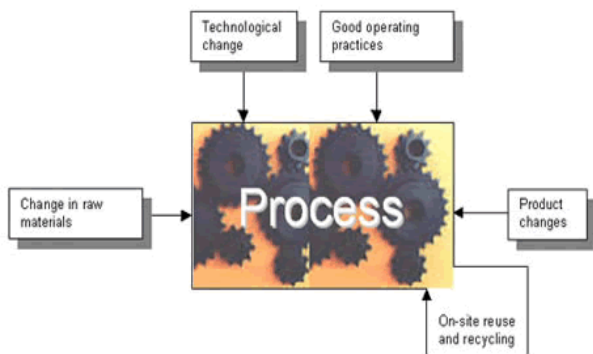 Technological
change
Good operating
practices
Change in raw
materials
Process
Product
changes
On-site reuse
and recycling